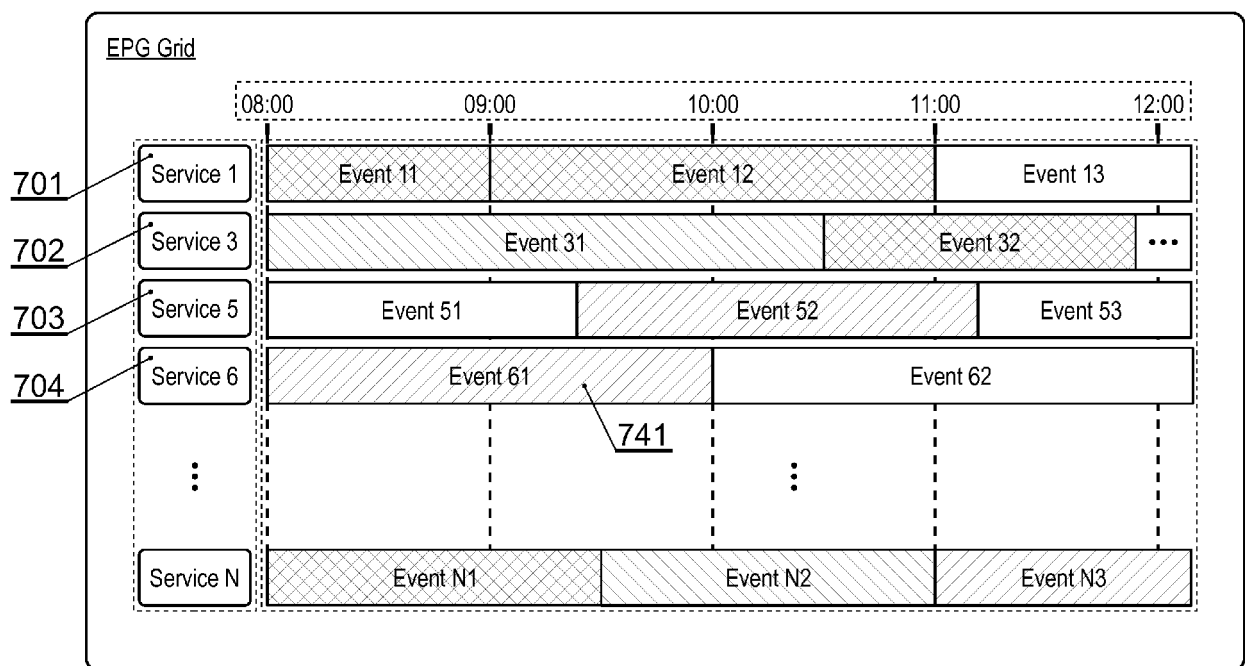 EPG Grid
08:00 09:00 10:00 11:00 12:00
701 Service 1 Event 11 Event 12 Event 13
702 Service 3 Event 31 Event 32 •••
703 Service 5 Event 51 Event 52 Event 53
704 Service 6 Event 61 Event 62
741
Service N Event N1 Event N2 Event N3